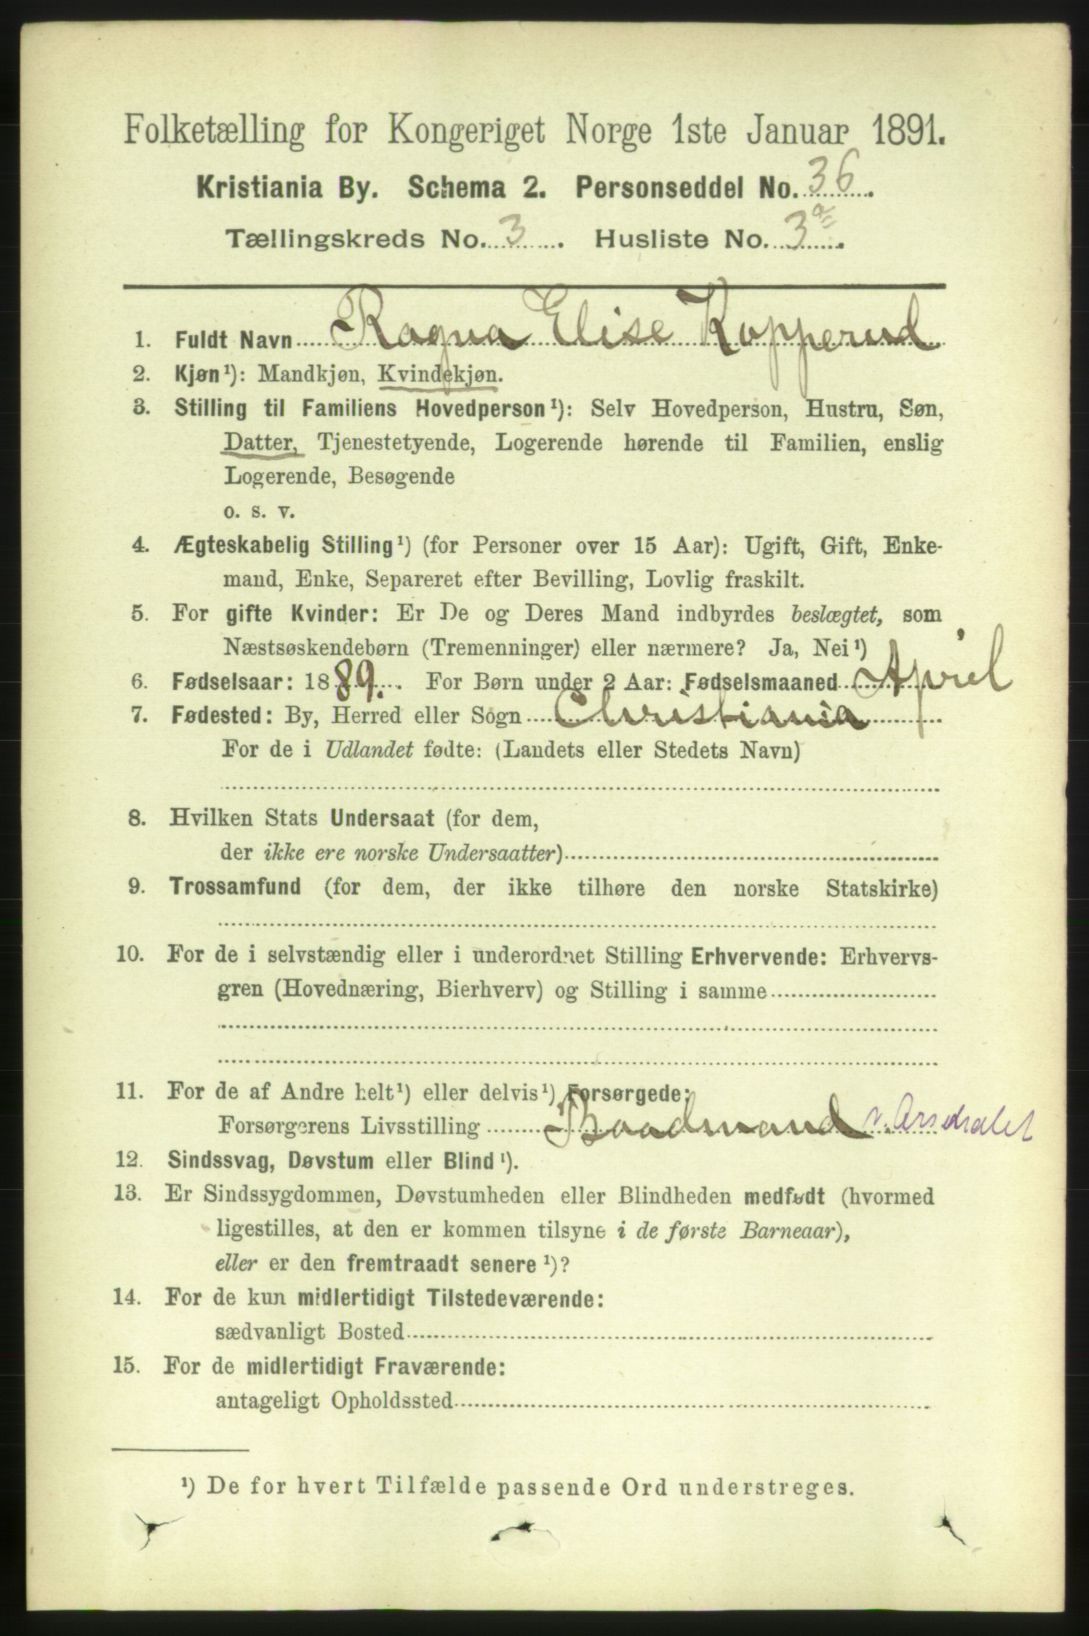 Folketælling for Kongeriget Norge 1ste Januar 1891.
Kristiania By. Schema 2. Personseddel No. 36.
Tællingskreds No. 3. Husliste No. 3a.
1. Fuldt Navn Ragna Elise Kopperud
2. Kjøn¹): Mandkjøn, Kvindekjøn.
3. Stilling til Familiens Hovedperson¹): Selv Hovedperson, Hustru, Søn,
Datter, Tjenestetyende, Logerende hørende til Familien, enslig
Logerende, Besøgende
o. s. v.
4. Ægteskabelig Stilling¹) (for Personer over 15 Aar): Ugift, Gift, Enke-
mand, Enke, Separeret efter Bevilling, Lovlig fraskilt.
5. For gifte Kvinder: Er De og Deres Mand indbyrdes beslægtet, som
Næstsøskendebørn (Tremenninger) eller nærmere? Ja, Nei¹)
6. Fødselsaar: 1889. For Børn under 2 Aar: Fødselsmaaned April
7. Fødested: By, Herred eller Sogn Christiania
For de i Udlandet fødte: (Landets eller Stedets Navn)
8. Hvilken Stats Undersaat (for dem,
der ikke ere norske Undersaatter)
9. Trossamfund (for dem, der ikke tilhøre den norske Statskirke)
10. For de i selvstændig eller i underordnet Stilling Erhvervende: Erhvervs-
gren (Hovednæring, Bierhverv) og Stilling i samme
11. For de af Andre helt¹) eller delvis¹) Forsørgede:
Forsørgerens Livsstilling Baadmand v.
12. Sindssvag, Døvstum eller Blind¹).
13. Er Sindssygdommen, Døvstumheden eller Blindheden medfødt (hvormed
ligestilles, at den er kommen tilsyne i de første Barneaar),
eller er den fremtraadt senere¹)?
14. For de kun midlertidigt Tilstedeværende:
sædvanligt Bosted
15. For de midlertidigt Fraværende:
antageligt Opholdssted
¹) De for hvert Tilfælde passende Ord understreges.